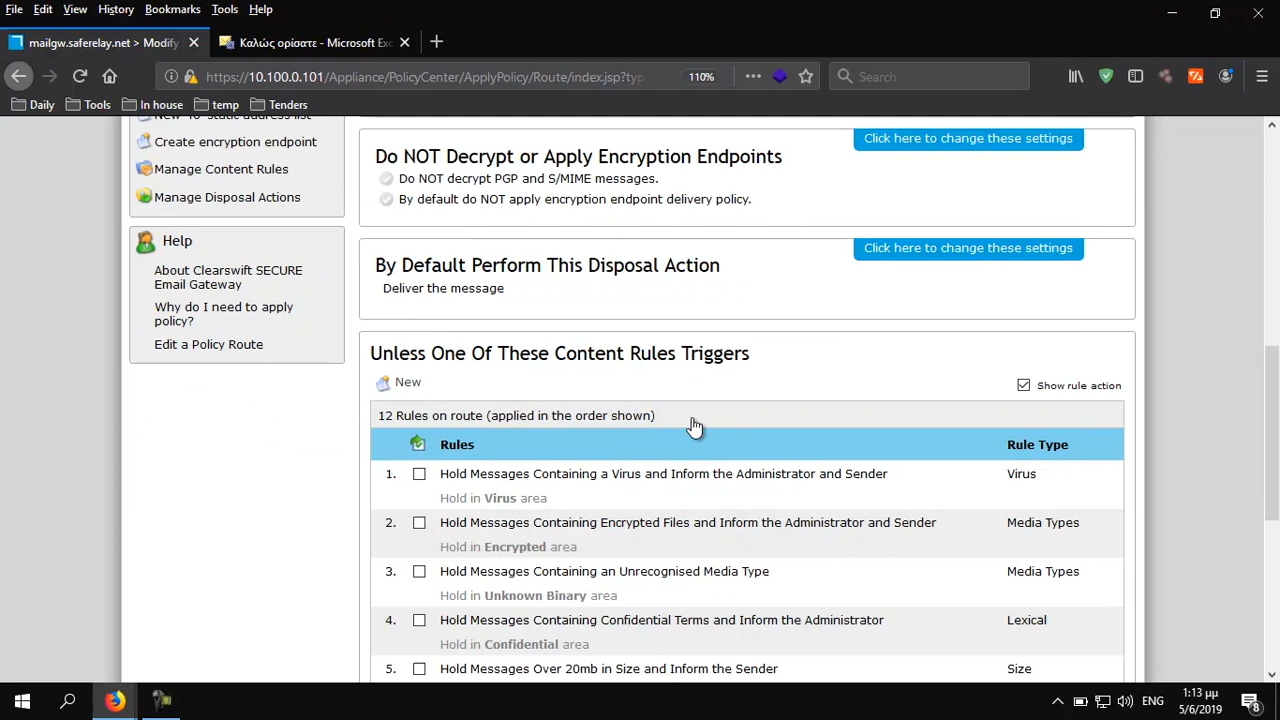 File Edit View History Bookmarks Tools Help
mailgw.saferelay.net > Modify
Καλώς ορίσατε - Microsoft Exc
https://10.100.0.101/Appliance/PolicyCenter/ApplyPolicy/Route/index.jsp?typ
110%
Search
Daily Tools In house temp Tenders
New 'To' static address list
Create encryption endpoint
Manage Content Rules
Manage Disposal Actions
Help
About Clearswift SECURE
Email Gateway
Why do I need to apply
policy?
Edit a Policy Route
Click here to change these settings
Do NOT Decrypt or Apply Encryption Endpoints
Do NOT decrypt PGP and S/MIME messages.
By default do NOT apply encryption endpoint delivery policy.
Click here to change these settings
By Default Perform This Disposal Action
Deliver the message
Unless One Of These Content Rules Triggers
New
Show rule action
12 Rules on route (applied in the order shown)
Rules Rule Type
1. Hold Messages Containing a Virus and Inform the Administrator and Sender Virus
Hold in Virus area
2. Hold Messages Containing Encrypted Files and Inform the Administrator and Sender Media Types
Hold in Encrypted area
3. Hold Messages Containing an Unrecognised Media Type Media Types
Hold in Unknown Binary area
4. Hold Messages Containing Confidential Terms and Inform the Administrator Lexical
Hold in Confidential area
5. Hold Messages Over 20mb in Size and Inform the Sender Size
ENG
1:13 μμ
5/6/2019
8